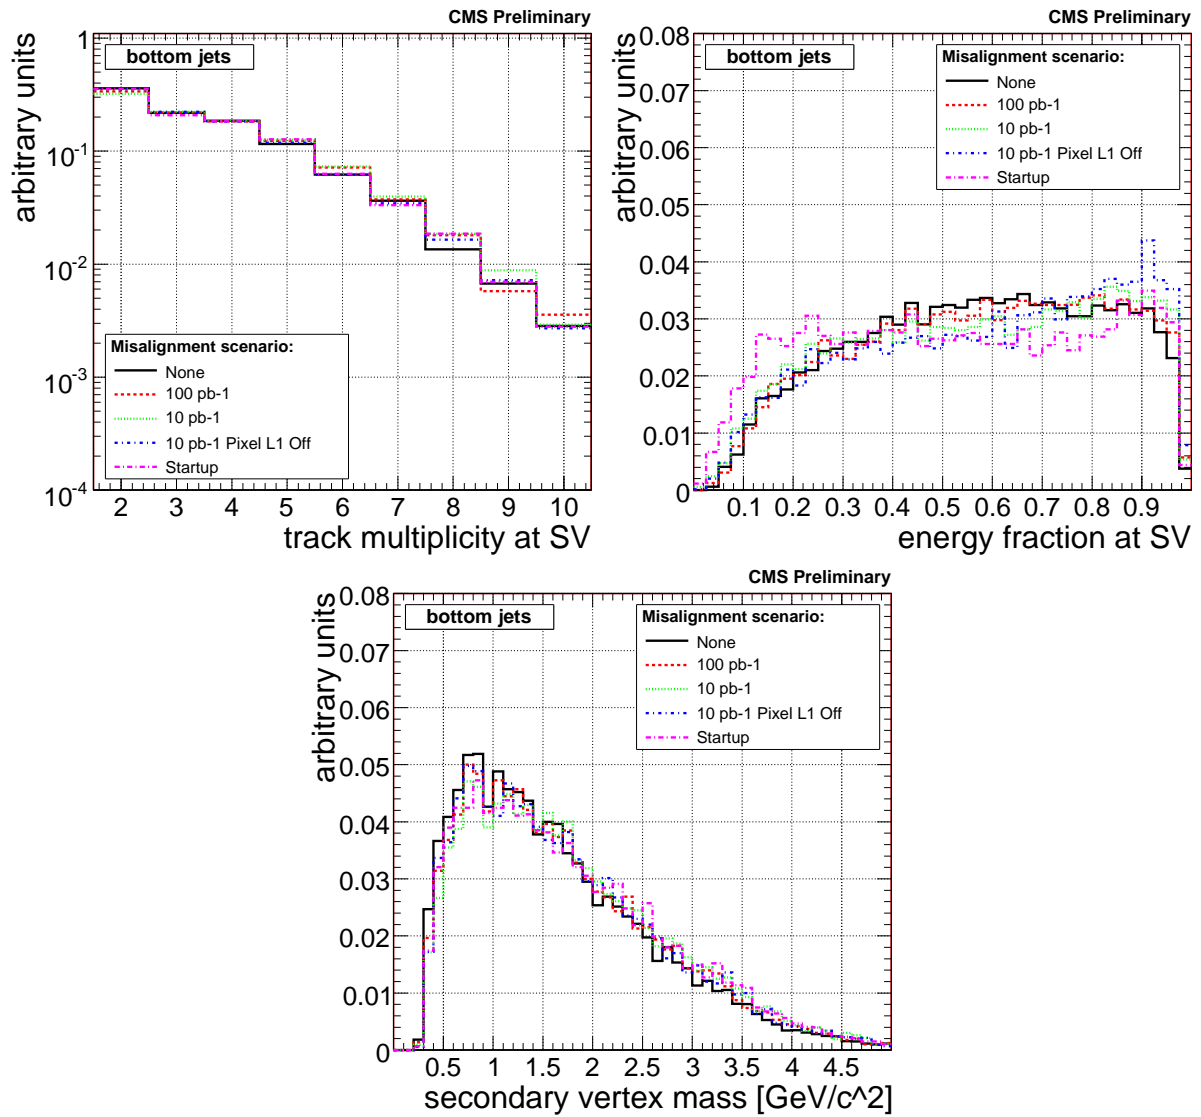 CMS Preliminary
arbitrary units
1
10^-1
10^-2
10^-3
10^-4
bottom jets
Misalignment scenario:
None
100 pb-1
10 pb-1
10 pb-1 Pixel L1 Off
Startup
2 3 4 5 6 7 8 9 10
track multiplicity at SV
CMS Preliminary
arbitrary units
0.08
0.07
0.06
0.05
0.04
0.03
0.02
0.01
0
bottom jets
Misalignment scenario:
None
100 pb-1
10 pb-1
10 pb-1 Pixel L1 Off
Startup
0.1 0.2 0.3 0.4 0.5 0.6 0.7 0.8 0.9
energy fraction at SV
CMS Preliminary
arbitrary units
0.08
0.07
0.06
0.05
0.04
0.03
0.02
0.01
0
bottom jets
Misalignment scenario:
None
100 pb-1
10 pb-1
10 pb-1 Pixel L1 Off
Startup
0.5 1 1.5 2 2.5 3 3.5 4 4.5
secondary vertex mass [GeV/c^2]